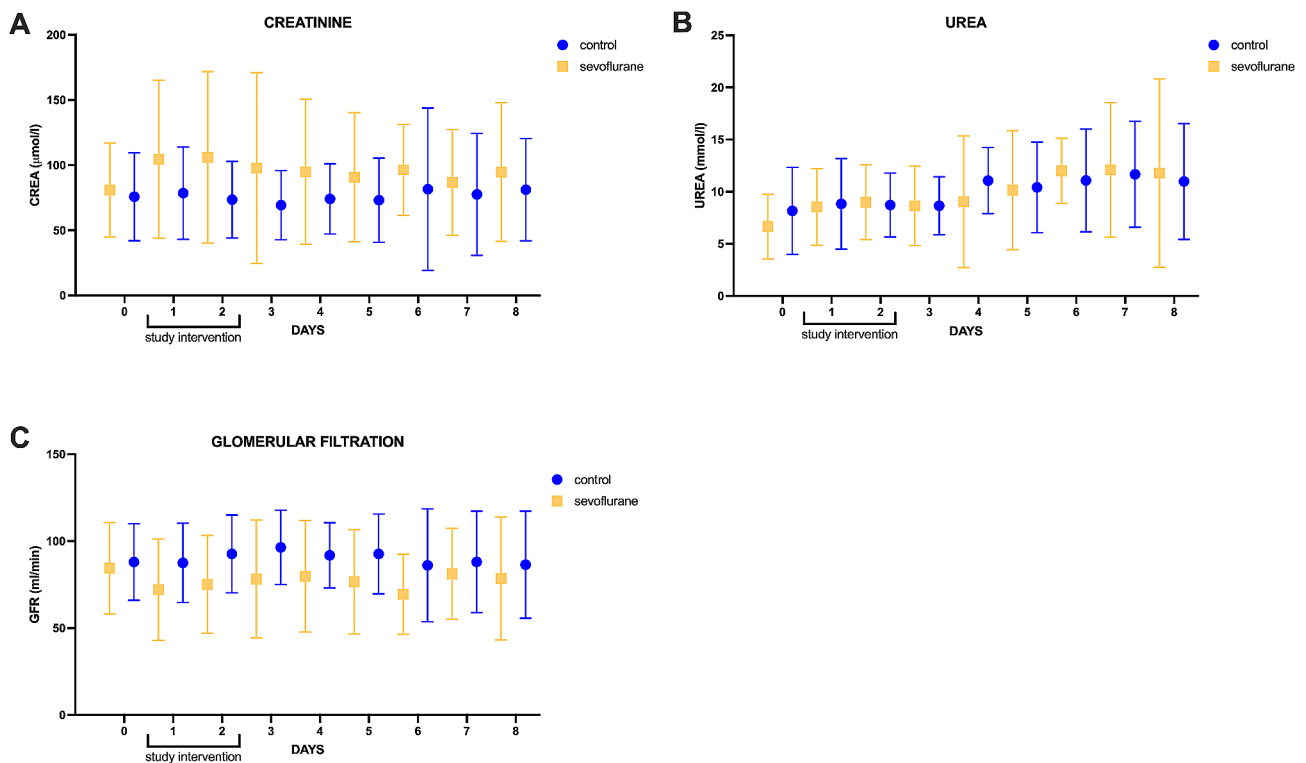 A
CREATININE
CREA (μmol/l)
200
150
100
50
0
0 1 2 3 4 5 6 7 8
study intervention
DAYS
control
sevoflurane
B
UREA
UREA (mmol/l)
25
20
15
10
5
0
0 1 2 3 4 5 6 7 8
study intervention
DAYS
control
sevoflurane
C
GLOMERULAR FILTRATION
GFR (ml/min)
150
100
50
0
0 1 2 3 4 5 6 7 8
study intervention
DAYS
control
sevoflurane